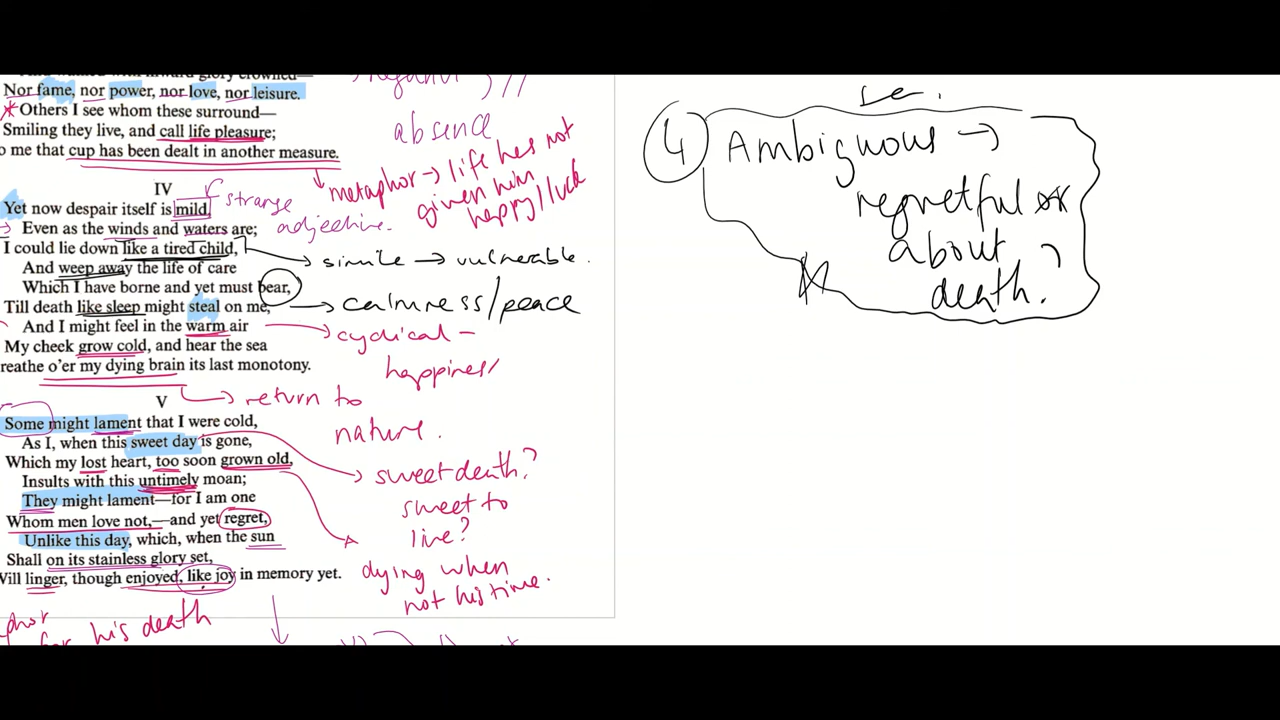 Nor fame, nor power, nor love, nor leisure.
Others I see whom these surround—
Smiling they live, and call life pleasure;
o me that cup has been dealt in another measure.
absence
metaphor → life has not
given him
happy/luck
IV
Yet now despair itself is mild,
Even as the winds and waters are;
I could lie down like a tired child,
And weep away the life of care
Which I have borne and yet must bear,
Till death like sleep might steal on me,
And I might feel in the warm air
My cheek grow cold, and hear the sea
reathe o'er my dying brain its last monotony.
strange
adjective.
simile → vulnerable.
calmness/peace
cyclical –
happiness
return to
nature.
V
Some might lament that I were cold,
As I, when this sweet day is gone,
Which my lost heart, too soon grown old,
Insults with this untimely moan;
They might lament—for I am one
Whom men love not,—and yet regret,
Unlike this day, which, when the sun
Shall on its stainless glory set,
Will linger, though enjoyed, like joy in memory yet.
sweet death?
sweet to
live?
dying when
not his time.
phor
for his death
4 Ambiguous →
regretful or
about
death?